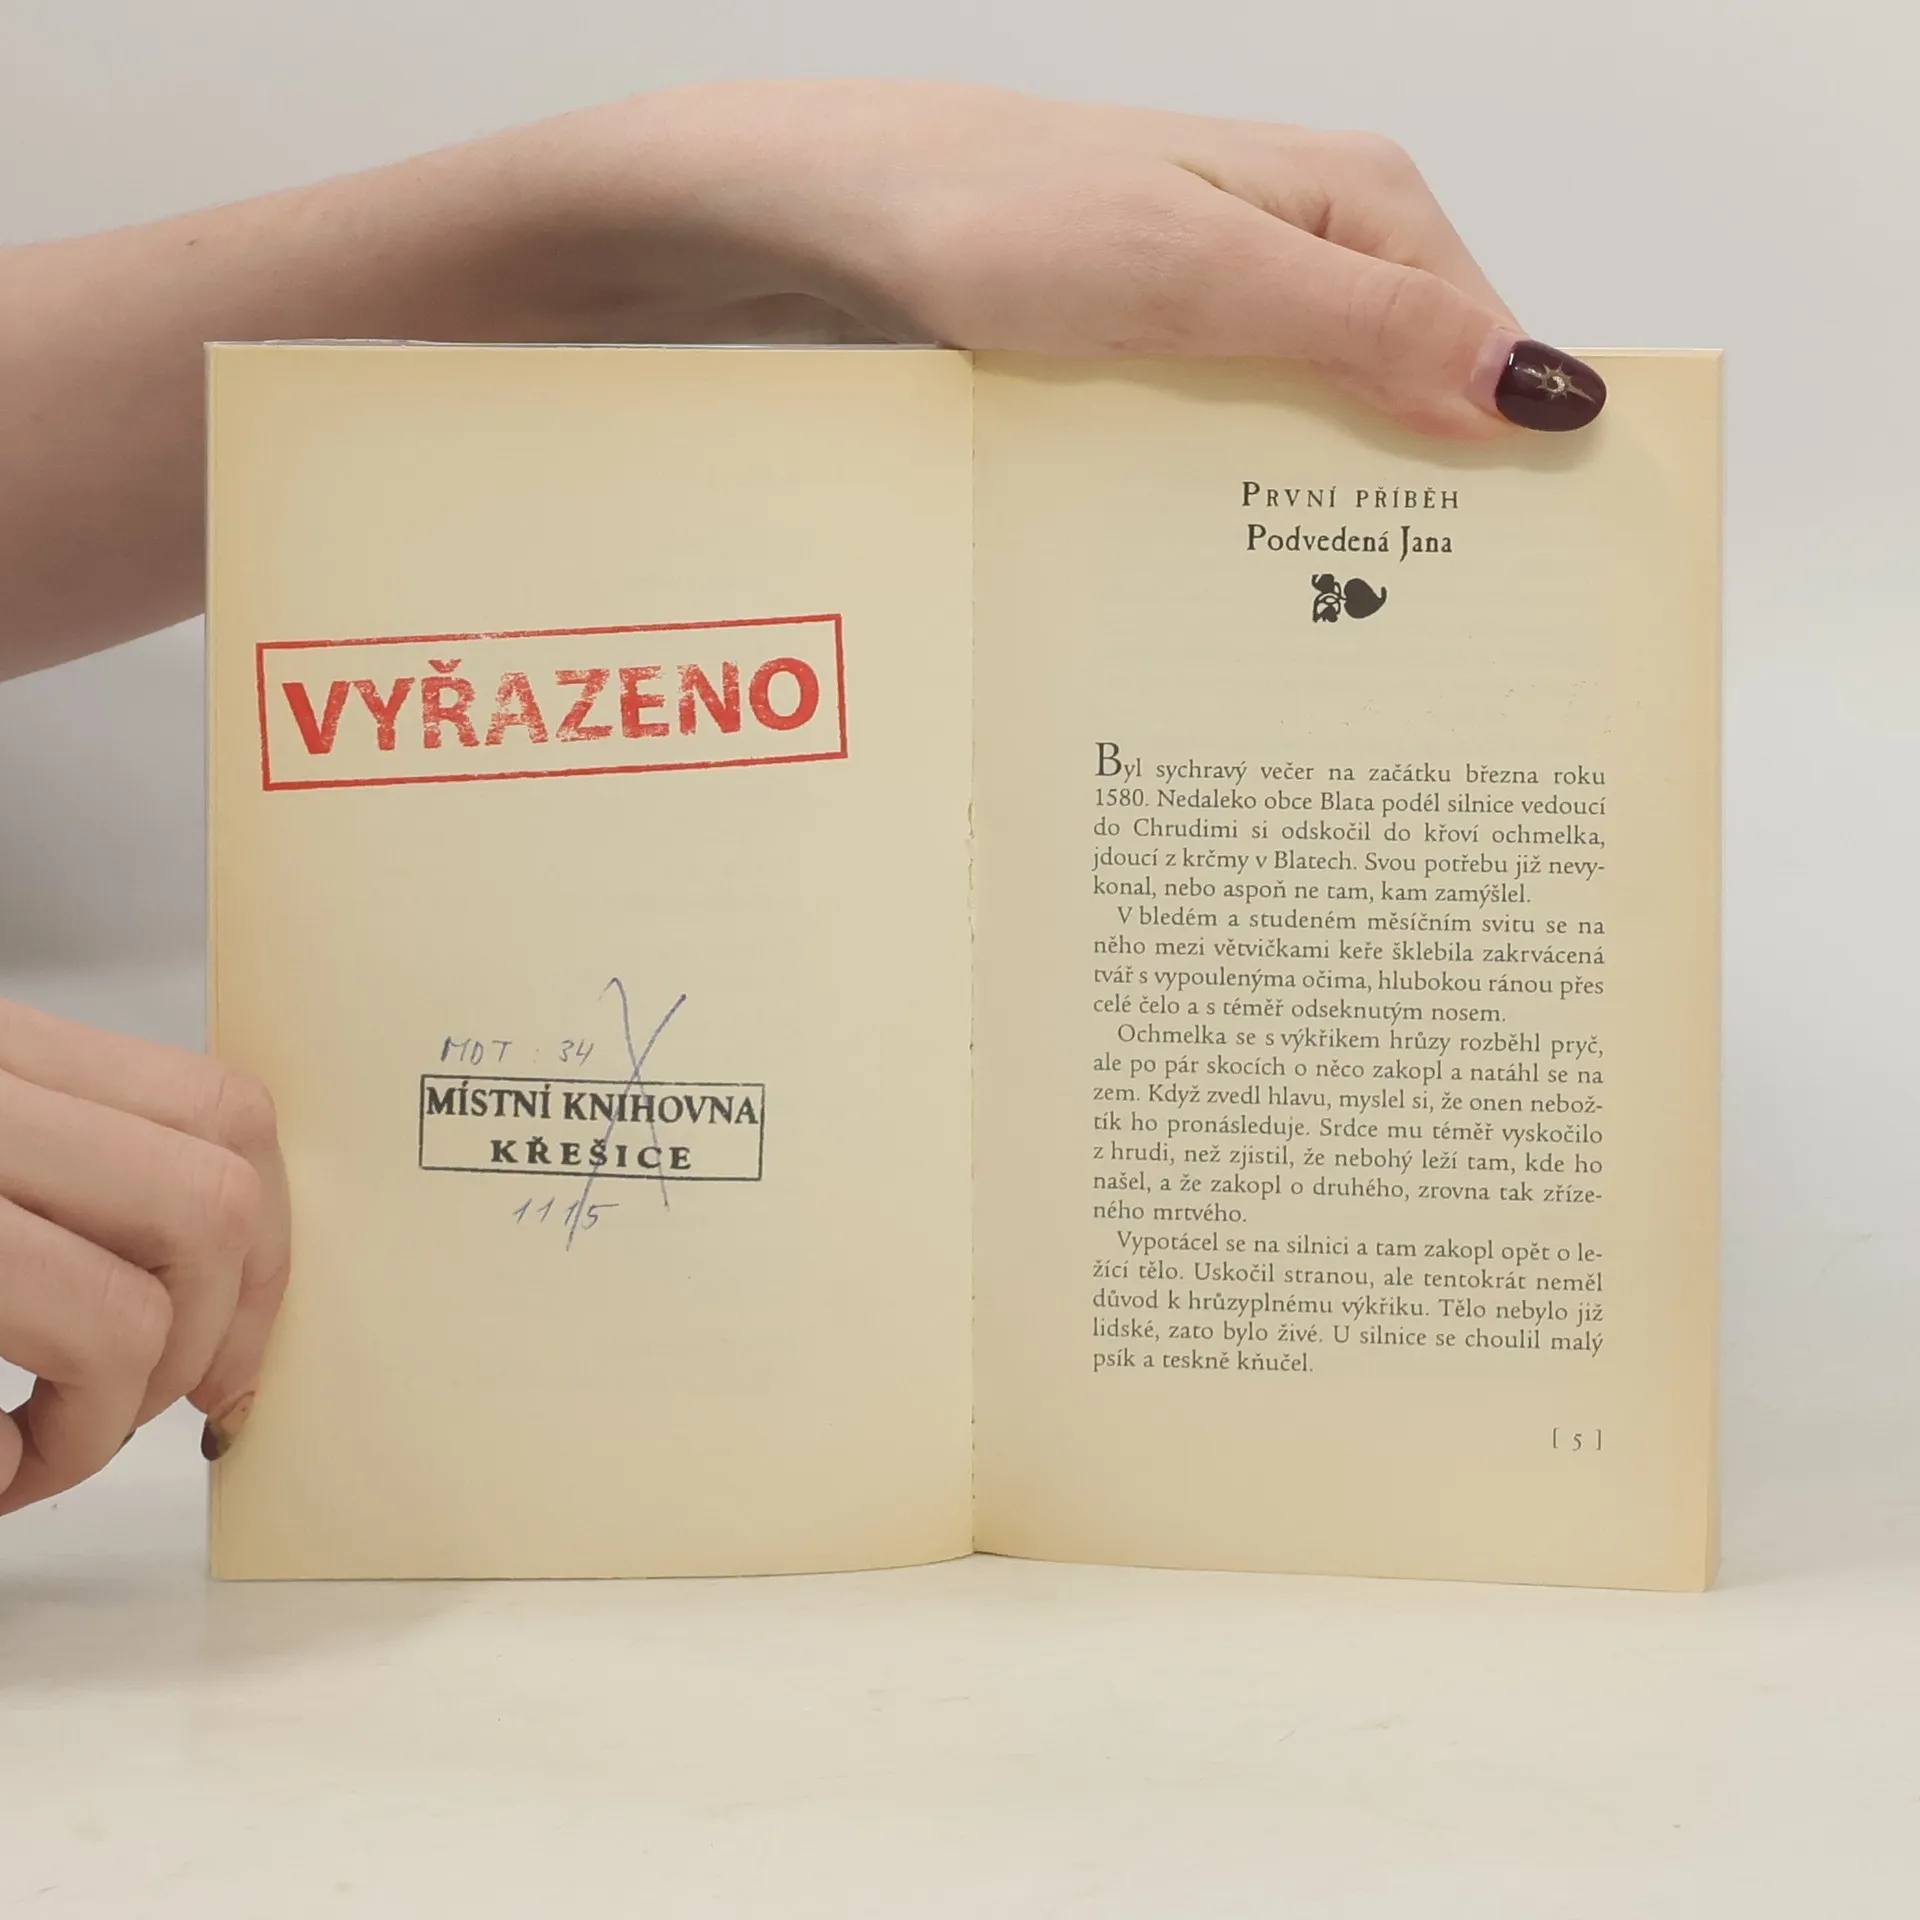 VYŘAZENO
MDT : 34
MÍSTNÍ KNIHOVNA
KŘEŠICE
1115
PRVNÍ PŘÍBĚH
Podvedená Jana
Byl sychravý večer na začátku března roku
1580. Nedaleko obce Blata podél silnice vedoucí
do Chrudimi si odskočil do křoví ochmelka,
jdoucí z krčmy v Blatech. Svou potřebu již nevy-
konal, nebo aspoň ne tam, kam zamýšlel.
V bledém a studeném měsíčním svitu se na
něho mezi větvičkami keře šklebila zakrvácená
tvář s vypoulenýma očima, hlubokou ránou přes
celé čelo a s téměř odseknutým nosem.
Ochmelka se s výkřikem hrůzy rozběhl pryč,
ale po pár skocích o něco zakopl a natáhl se na
zem. Když zvedl hlavu, myslel si, že onen nebož-
tík ho pronásleduje. Srdce mu téměř vyskočilo
z hrudi, než zjistil, že nebohý leží tam, kde ho
našel, a že zakopl o druhého, zrovna tak zříze-
ného mrtvého.
Vypotácel se na silnici a tam zakopl opět o le-
žící tělo. Uskočil stranou, ale tentokrát neměl
důvod k hrůzyplnému výkřiku. Tělo nebylo již
lidské, zato bylo živé. U silnice se choulil malý
psík a teskně kňučel.
[ 5 ]